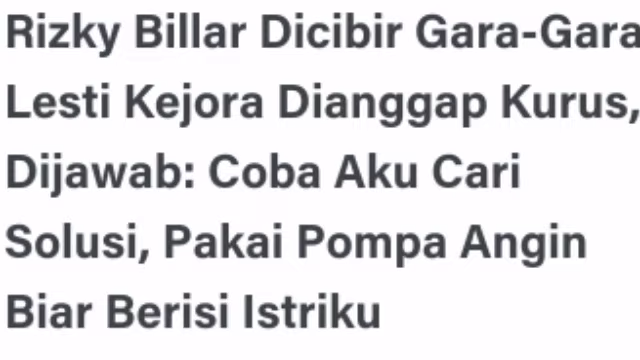 Rizky Billar Dicibir Gara-Gara
Lesti Kejora Dianggap Kurus,
Dijawab: Coba Aku Cari
Solusi, Pakai Pompa Angin
Biar Berisi Istriku